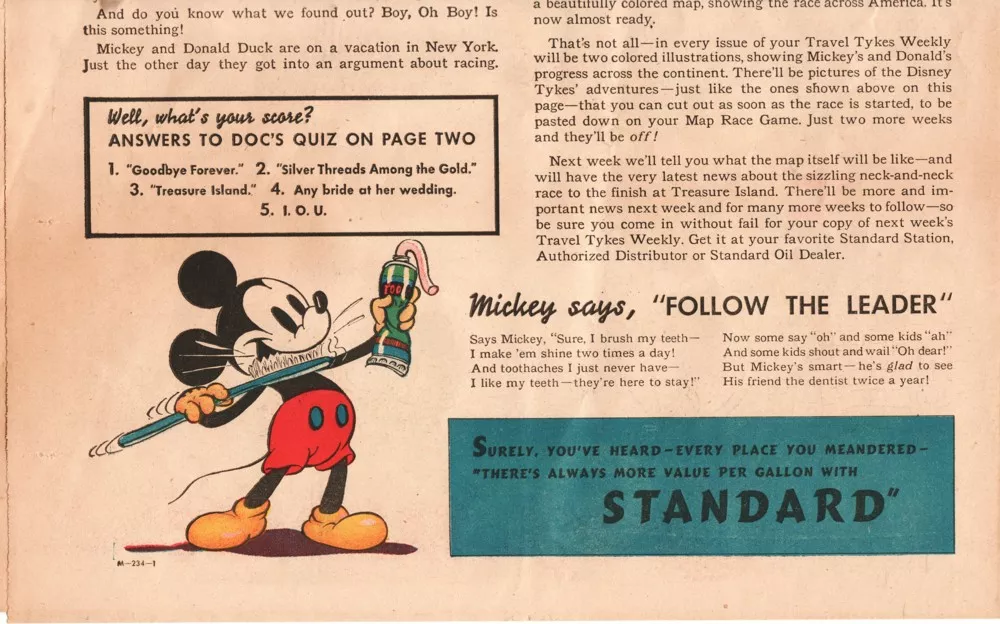 And do you know what we found out? Boy, Oh Boy! Is
this something!
Mickey and Donald Duck are on a vacation in New York.
Just the other day they got into an argument about racing.
Well, what's your score?
ANSWERS TO DOC'S QUIZ ON PAGE TWO
1. "Goodbye Forever." 2. "Silver Threads Among the Gold."
3. "Treasure Island." 4. Any bride at her wedding.
5. I. O. U.
a beautifully colored map, showing the race across America. It's
now almost ready.
That's not all—in every issue of your Travel Tykes Weekly
will be two colored illustrations, showing Mickey's and Donald's
progress across the continent. There'll be pictures of the Disney
Tykes' adventures—just like the ones shown above on this
page—that you can cut out as soon as the race is started, to be
pasted down on your Map Race Game. Just two more weeks
and they'll be off!
Next week we'll tell you what the map itself will be like—and
will have the very latest news about the sizzling neck-and-neck
race to the finish at Treasure Island. There'll be more and im-
portant news next week and for many more weeks to follow—so
be sure you come in without fail for your copy of next week's
Travel Tykes Weekly. Get it at your favorite Standard Station,
Authorized Distributor or Standard Oil Dealer.
Mickey says, "FOLLOW THE LEADER"
Says Mickey, "Sure, I brush my teeth—
I make 'em shine two times a day!
And toothaches I just never have—
I like my teeth—they're here to stay!"
Now some say "oh" and some kids "ah"
And some kids shout and wail "Oh dear!"
But Mickey's smart—he's glad to see
His friend the dentist twice a year!
SURELY, YOU'VE HEARD—EVERY PLACE YOU MEANDERED—
"THERE'S ALWAYS MORE VALUE PER GALLON WITH
STANDARD"
M—234—1